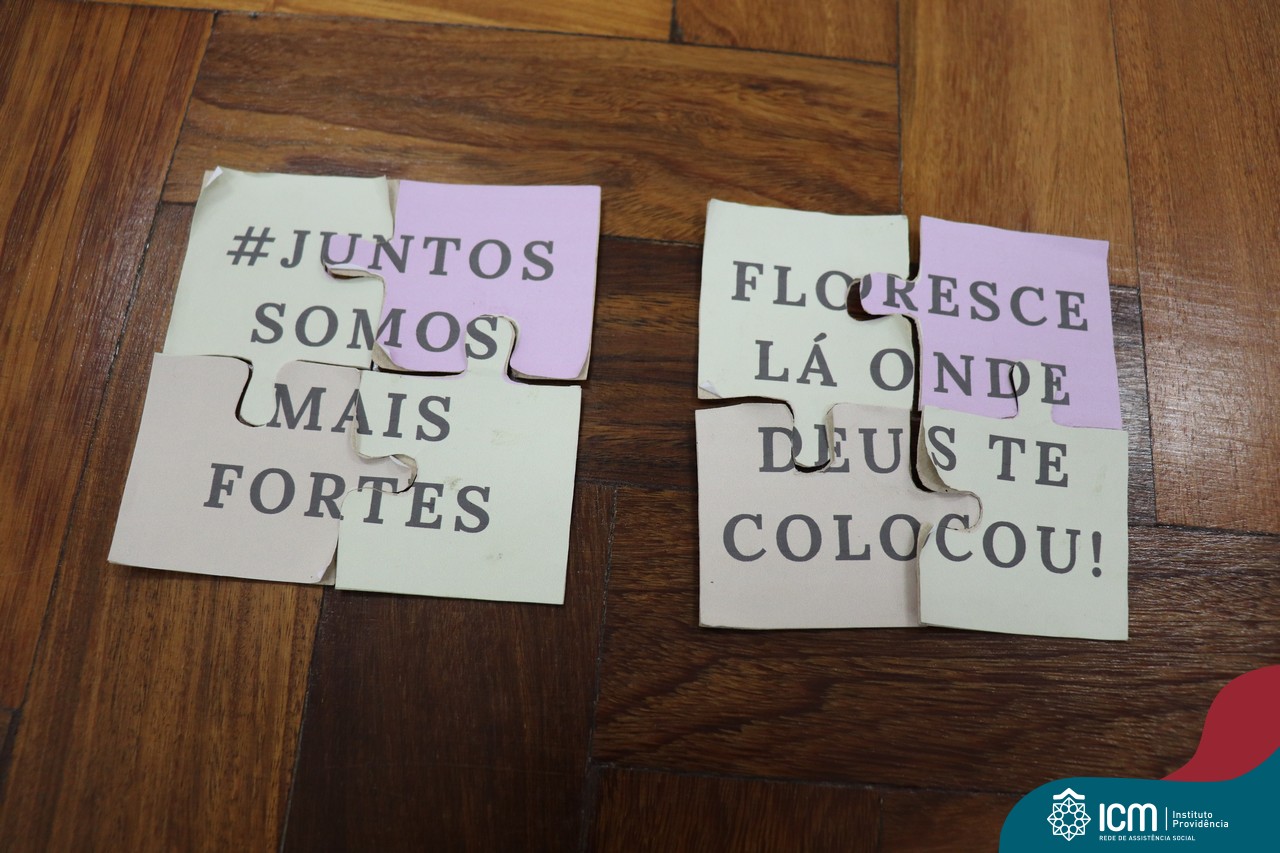 #JUNTOS
SOMOS
MAIS
FORTES
FLORESCE
LÁ ONDE
DEUS TE
COLOCOU!
ICM
Instituto
Providência
REDE DE ASSISTÊNCIA SOCIAL